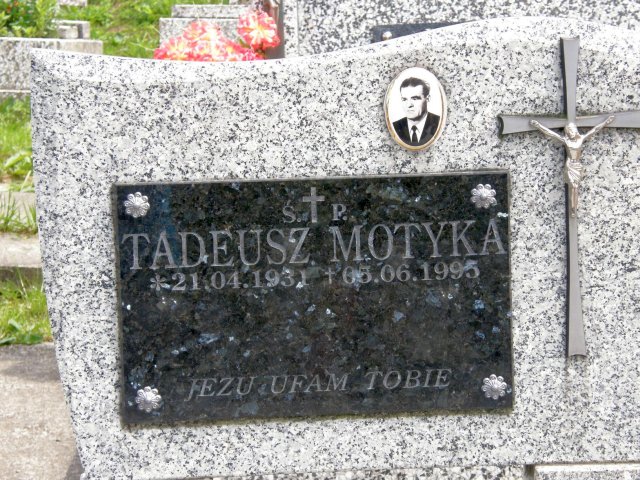 Ś. P.
TADEUSZ MOTYKA
*21.04.1931 †05.06.1995
JEZU UFAM TOBIE